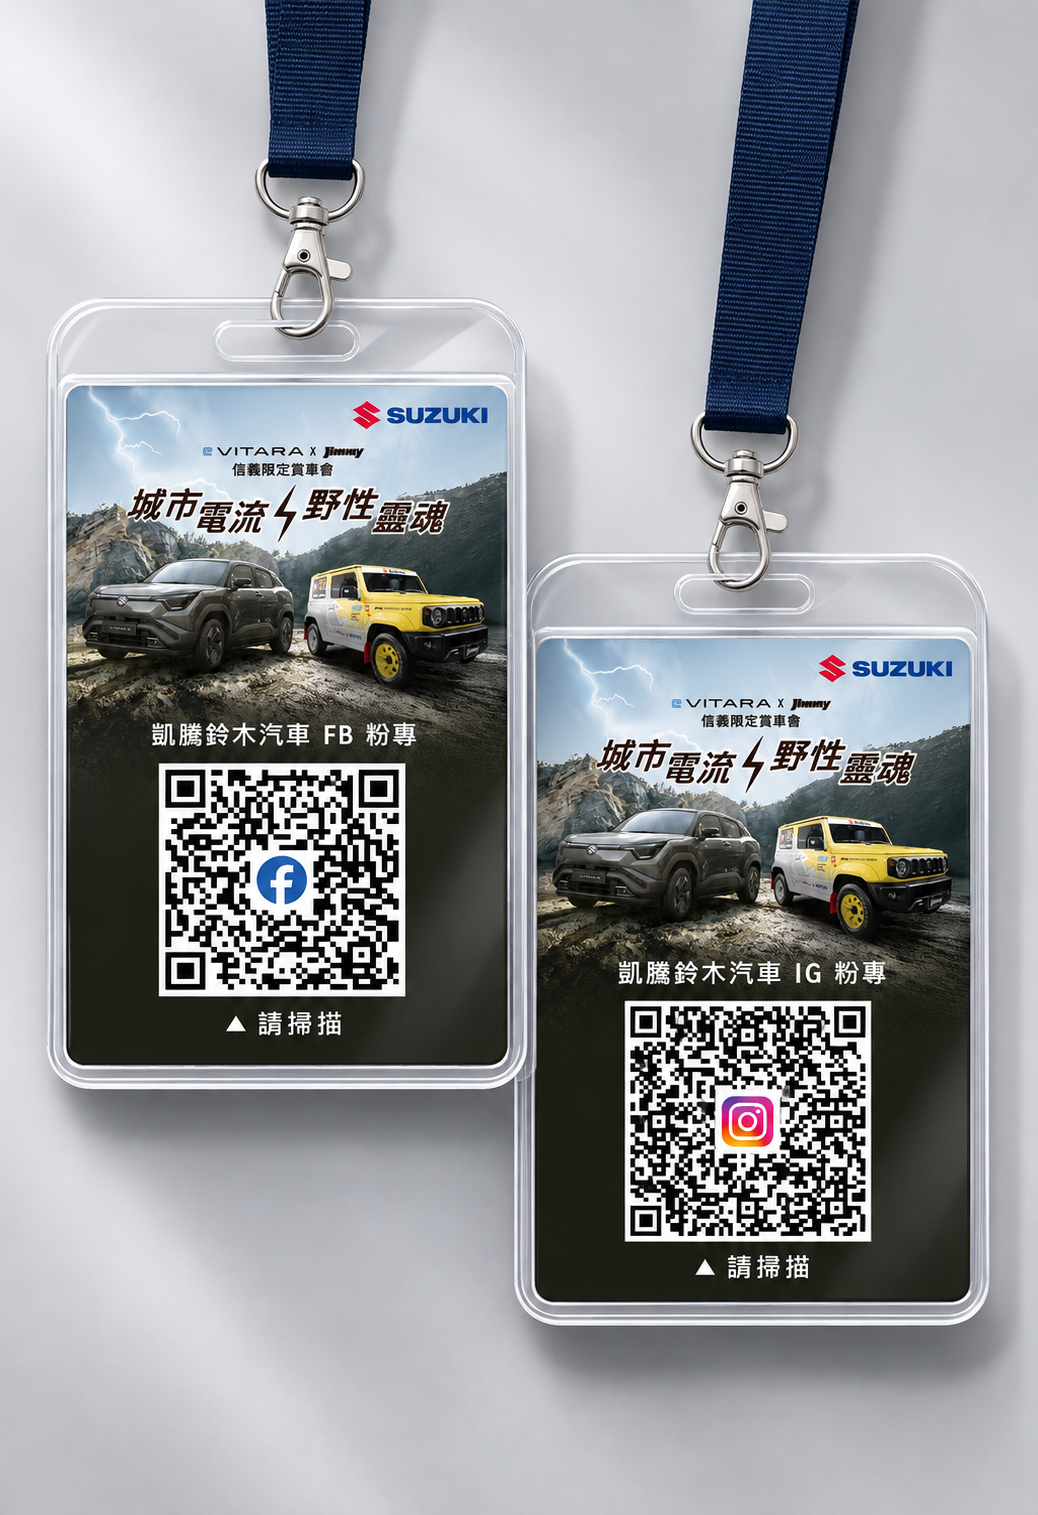 SUZUKI
e VITARA X Jimny
信義限定賞車會
城市電流 野性靈魂
凱騰鈴木汽車 FB 粉專
▲ 請掃描
SUZUKI
e VITARA X Jimny
信義限定賞車會
城市電流 野性靈魂
凱騰鈴木汽車 IG 粉專
▲ 請掃描